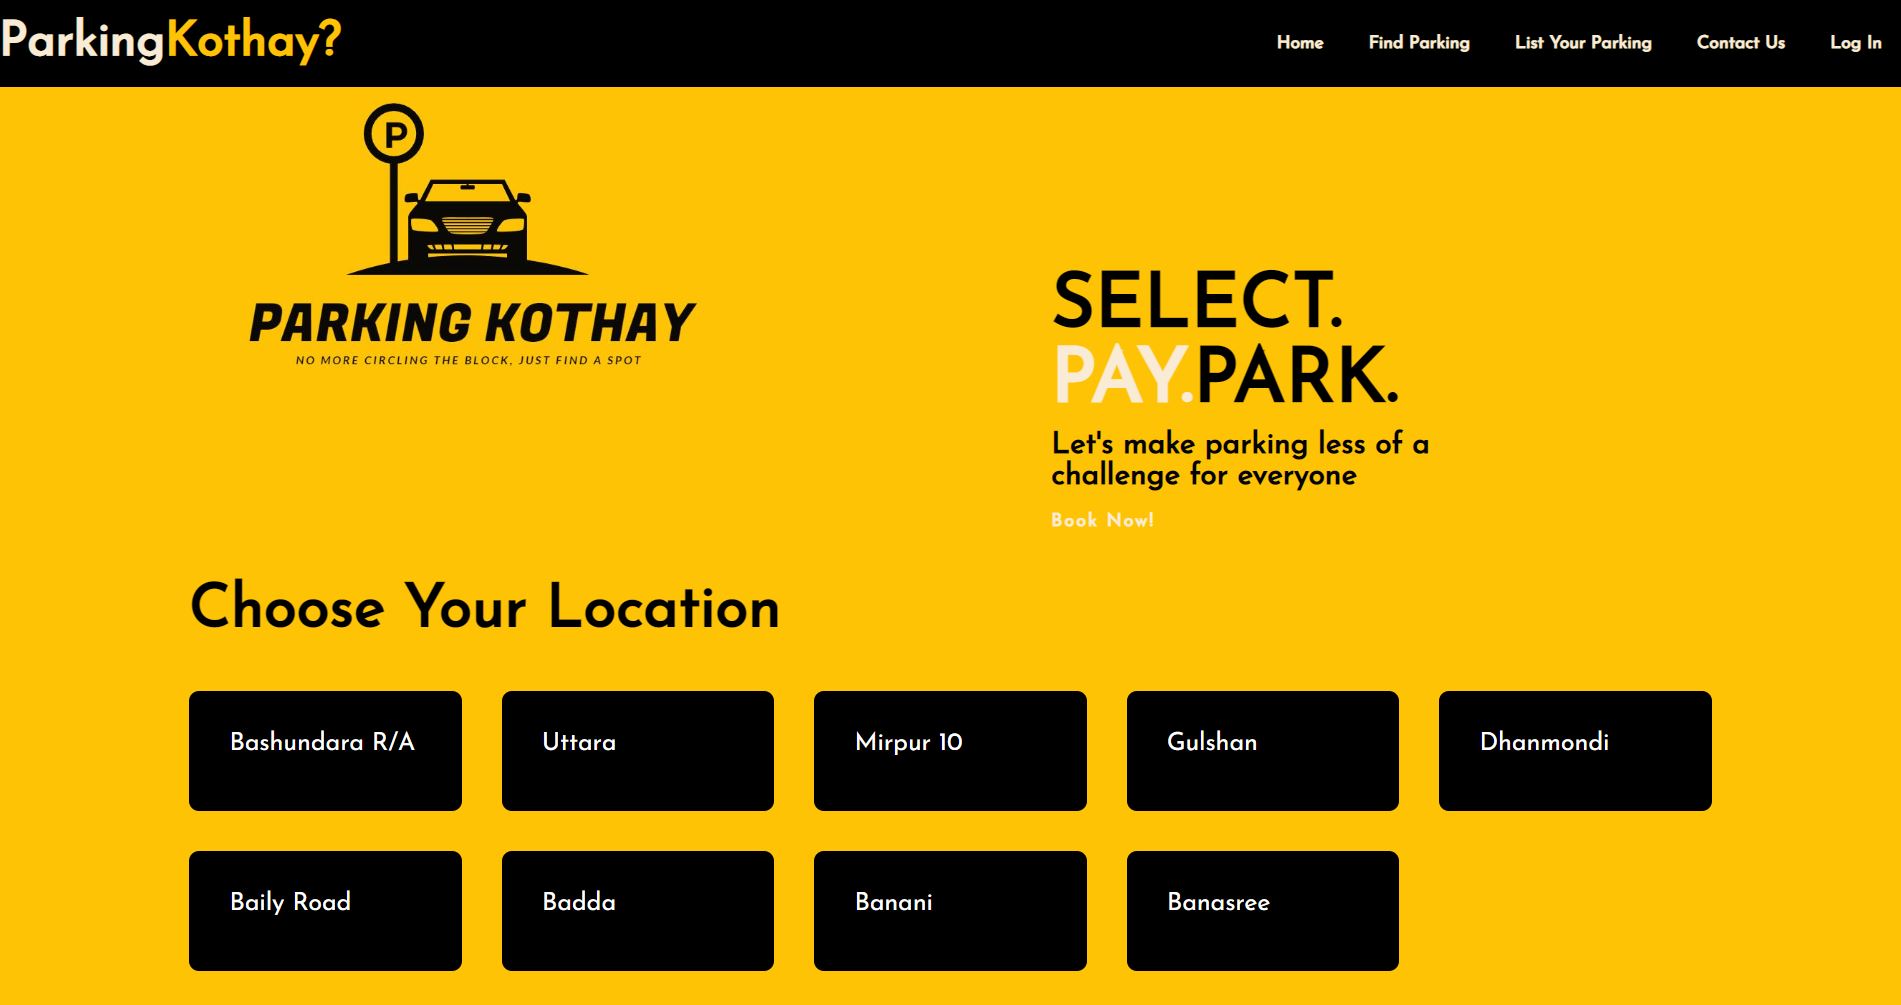 ParkingKothay?
Home Find Parking List Your Parking Contact Us Log In
P
PARKING KOTHAY
NO MORE CIRCLING THE BLOCK, JUST FIND A SPOT
SELECT.
PAY.PARK.
Let's make parking less of a
challenge for everyone
Book Now!
Choose Your Location
Bashundara R/A
Uttara
Mirpur 10
Gulshan
Dhanmondi
Baily Road
Badda
Banani
Banasree